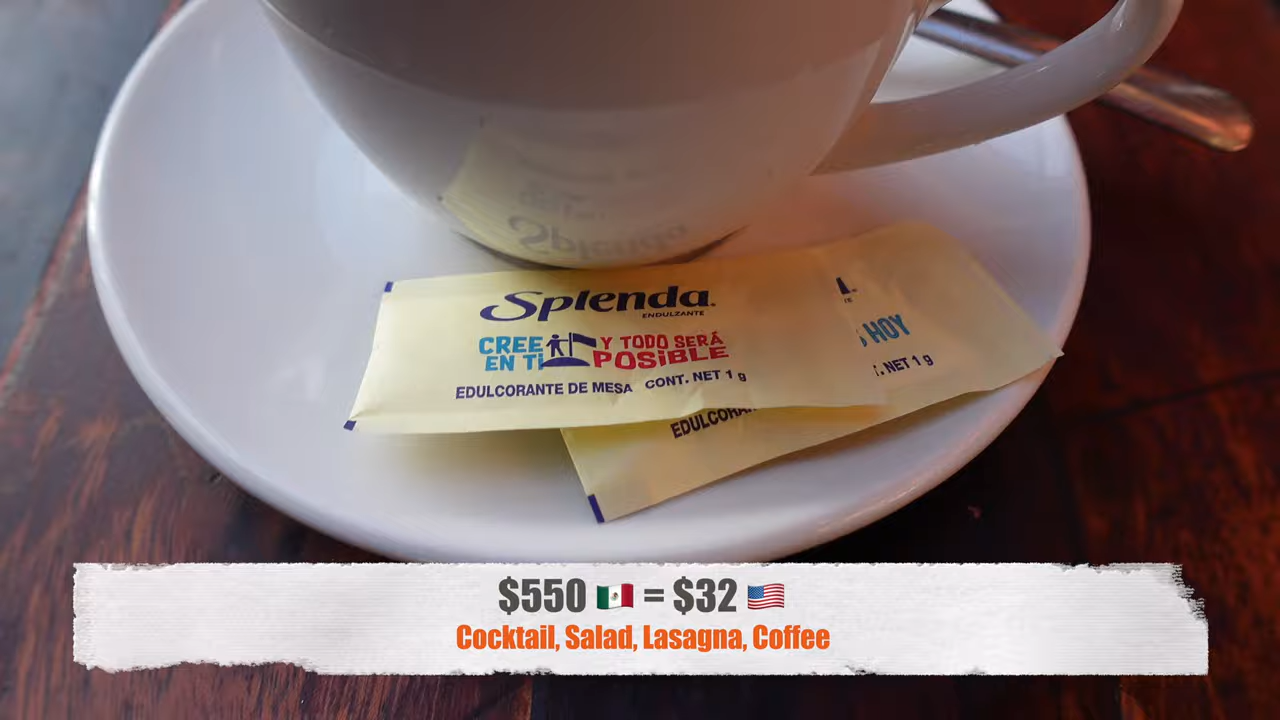 Splenda
ENDULZANTE
CREE Y TODO SERÁ
EN TI POSIBLE
EDULCORANTE DE MESA CONT. NET 1 g
HOY
. NET 1 g
$550 🇲🇽 = $32 🇺🇸
Cocktail, Salad, Lasagna, Coffee